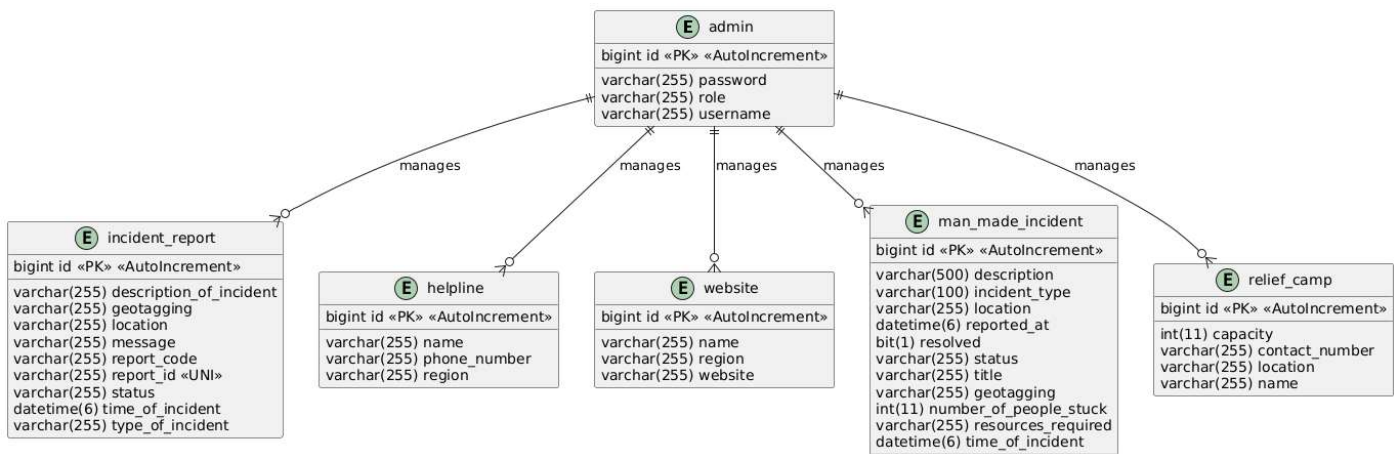 E admin
bigint id «PK» «AutoIncrement»
varchar(255) password
varchar(255) role
varchar(255) username
manages
manages
manages
manages
manages
E incident_report
bigint id «PK» «AutoIncrement»
varchar(255) description_of_incident
varchar(255) geotagging
varchar(255) location
varchar(255) message
varchar(255) report_code
varchar(255) report_id «UNI»
varchar(255) status
datetime(6) time_of_incident
varchar(255) type_of_incident
E helpline
bigint id «PK» «AutoIncrement»
varchar(255) name
varchar(255) phone_number
varchar(255) region
E website
bigint id «PK» «AutoIncrement»
varchar(255) name
varchar(255) region
varchar(255) website
E man_made_incident
bigint id «PK» «AutoIncrement»
varchar(500) description
varchar(100) incident_type
varchar(255) location
datetime(6) reported_at
bit(1) resolved
varchar(255) status
varchar(255) title
varchar(255) geotagging
int(11) number_of_people_stuck
varchar(255) resources_required
datetime(6) time_of_incident
E relief_camp
bigint id «PK» «AutoIncrement»
int(11) capacity
varchar(255) contact_number
varchar(255) location
varchar(255) name